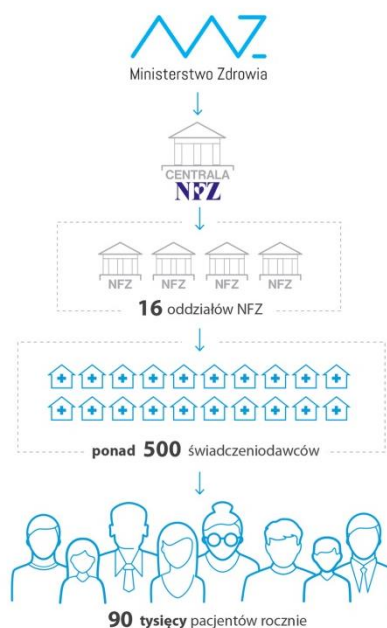 Ministerstwo Zdrowia
CENTRALA
NFZ
NFZ NFZ NFZ NFZ
16 oddziałów NFZ
ponad 500 świadczeniodawców
90 tysięcy pacjentów rocznie